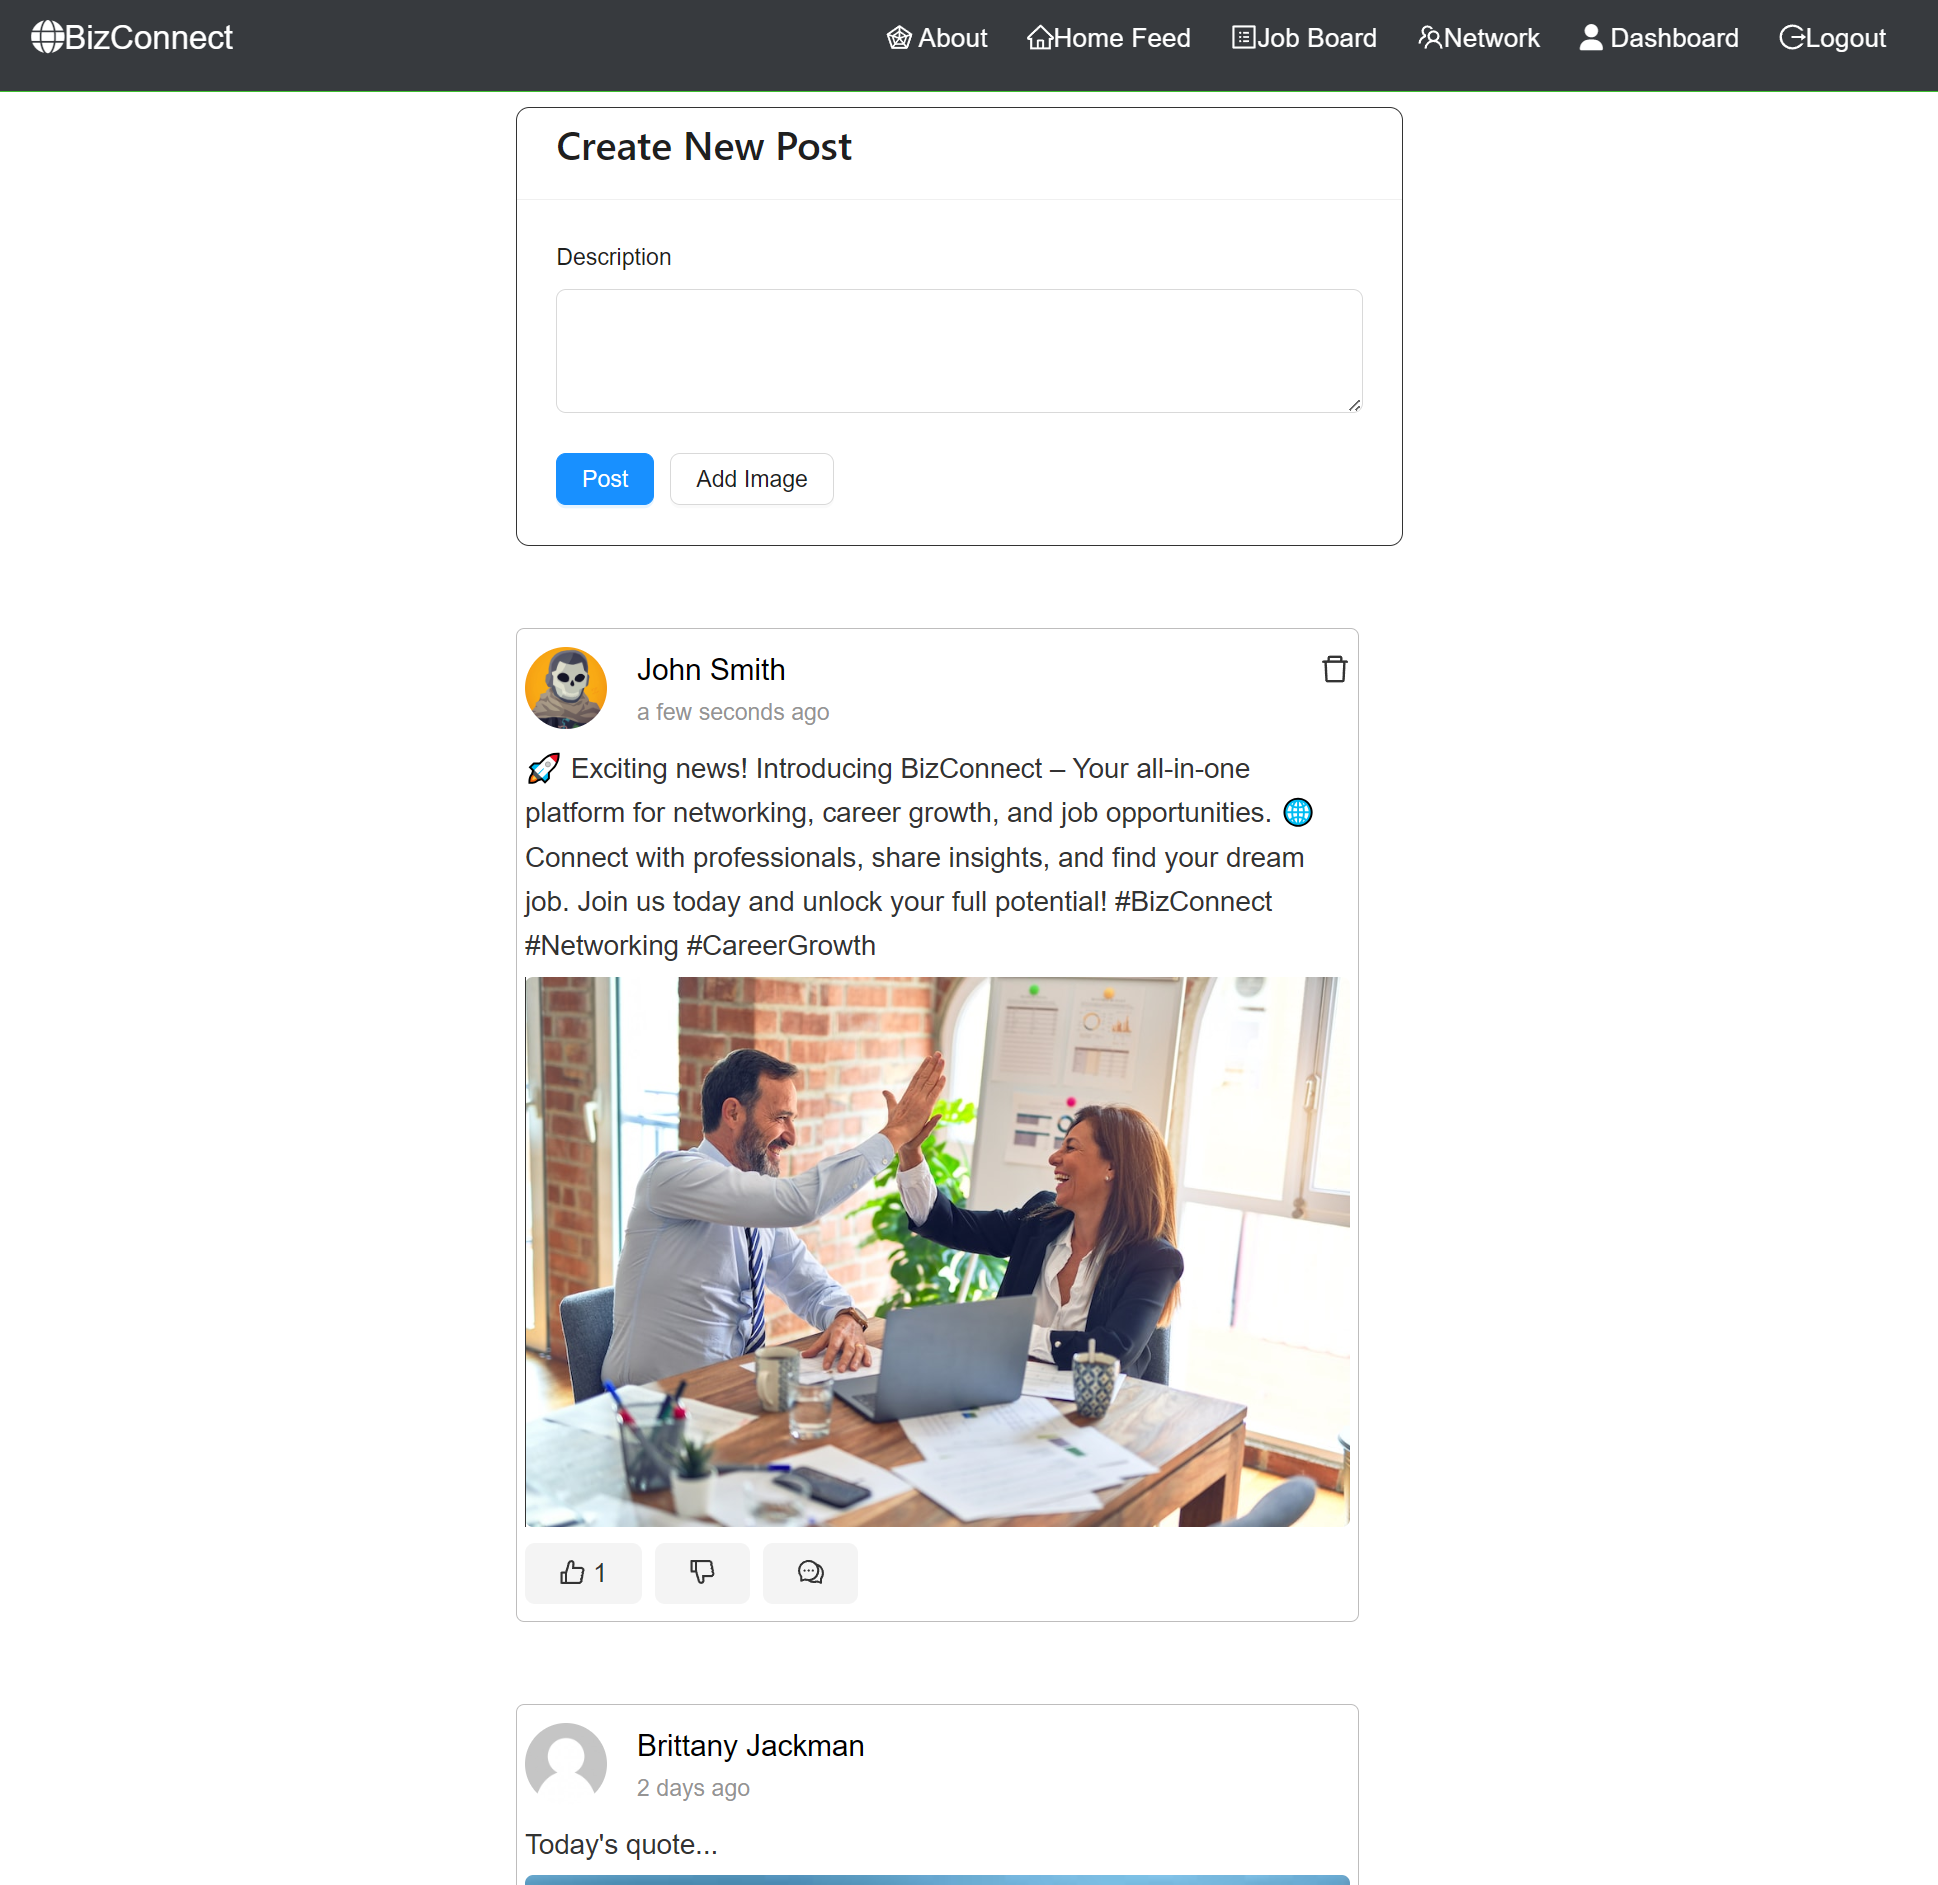 BizConnect
About Home Feed Job Board Network Dashboard Logout
Create New Post
Description
Post Add Image
John Smith
a few seconds ago
🚀 Exciting news! Introducing BizConnect – Your all-in-one
platform for networking, career growth, and job opportunities. 🌐
Connect with professionals, share insights, and find your dream
job. Join us today and unlock your full potential! #BizConnect
#Networking #CareerGrowth
1
Brittany Jackman
2 days ago
Today's quote...